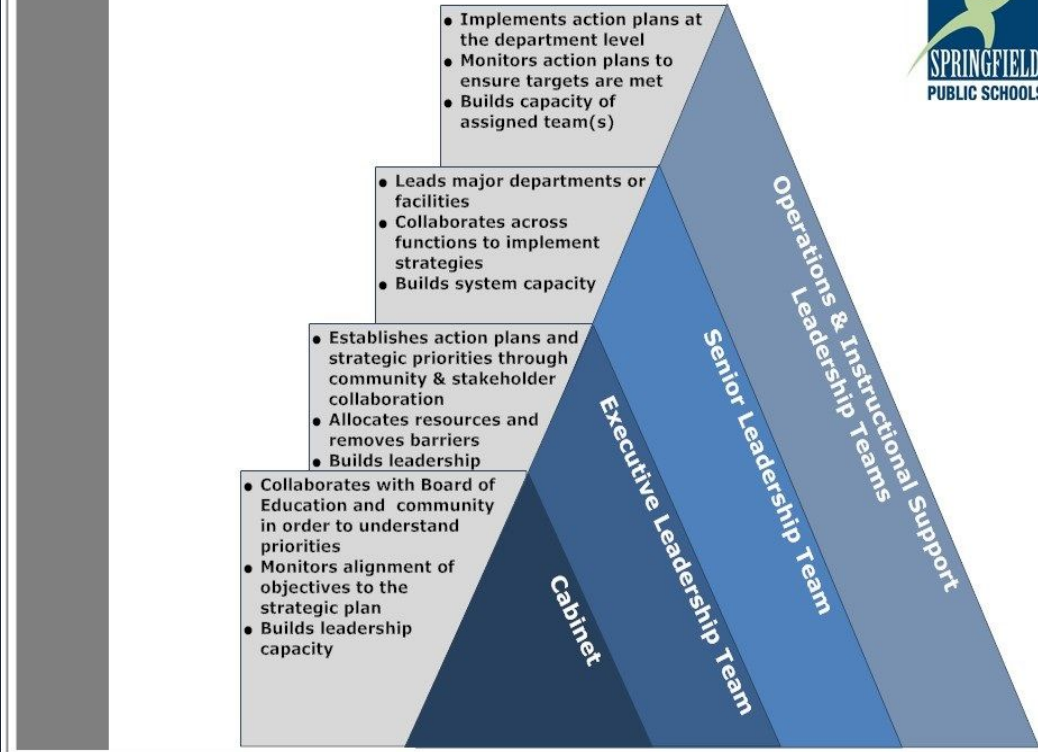 • Implements action plans at
the department level
• Monitors action plans to
ensure targets are met
• Builds capacity of
assigned team(s)
SPRINGFIELD
PUBLIC SCHOOLS
• Leads major departments or
facilities
• Collaborates across
functions to implement
strategies
• Builds system capacity
• Establishes action plans and
strategic priorities through
community & stakeholder
collaboration
• Allocates resources and
removes barriers
• Builds leadership
• Collaborates with Board of
Education and community
in order to understand
priorities
• Monitors alignment of
objectives to the
strategic plan
• Builds leadership
capacity
Cabinet
Executive Leadership Team
Senior Leadership Team
Operations & Instructional Support
Leadership Teams